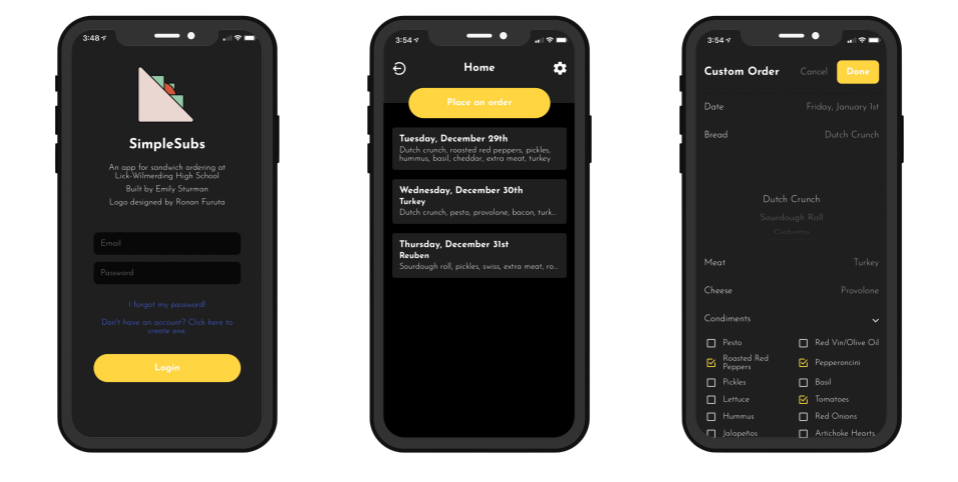 3:48
SimpleSubs
An app for sandwich ordering at
Lick-Wilmerding High School
Built by Emily Sturman
Logo designed by Ronan Furuta
Email
Password
I forgot my password!
Don't have an account? Click here to
create one.
Login
3:54
Home
Place an order
Tuesday, December 29th
Dutch crunch, roasted red peppers, pickles,
hummus, basil, cheddar, extra meat, turkey
Wednesday, December 30th
Turkey
Dutch crunch, pesto, provolone, bacon, turk...
Thursday, December 31st
Reuben
Sourdough roll, pickles, swiss, extra meat, ro...
3:54
Custom Order
Cancel
Done
Date
Friday, January 1st
Bread
Dutch Crunch
Dutch Crunch
Sourdough Roll
Ciabatta
Meat
Turkey
Cheese
Provolone
Condiments
Pesto
Red Vin/Olive Oil
Roasted Red
Peppers
Pepperoncini
Pickles
Basil
Lettuce
Tomatoes
Hummus
Red Onions
Jalapeños
Artichoke Hearts